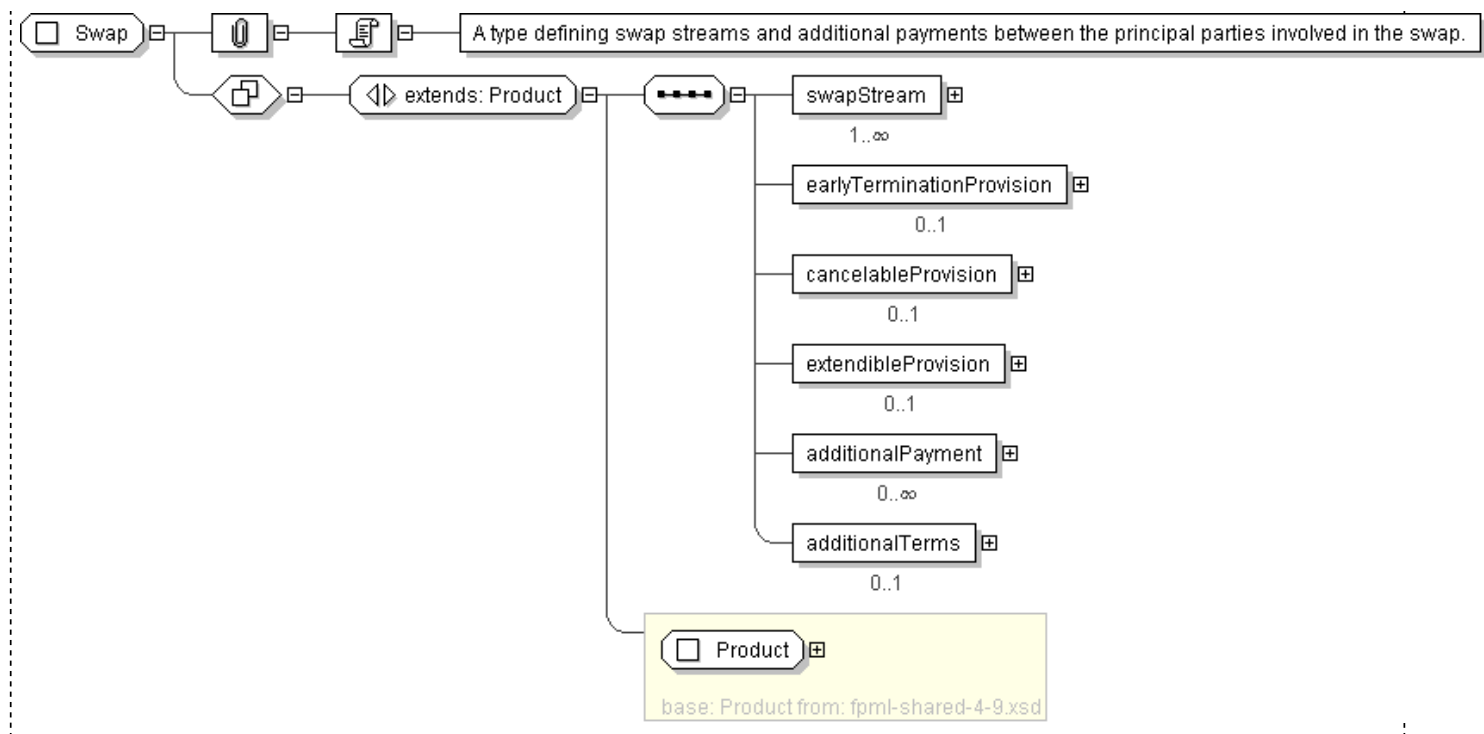 Swap
A type defining swap streams and additional payments between the principal parties involved in the swap.
extends: Product
swapStream
1..∞
earlyTerminationProvision
0..1
cancelableProvision
0..1
extendibleProvision
0..1
additionalPayment
0..∞
additionalTerms
0..1
Product
base: Product from: fpml-shared-4-9.xsd